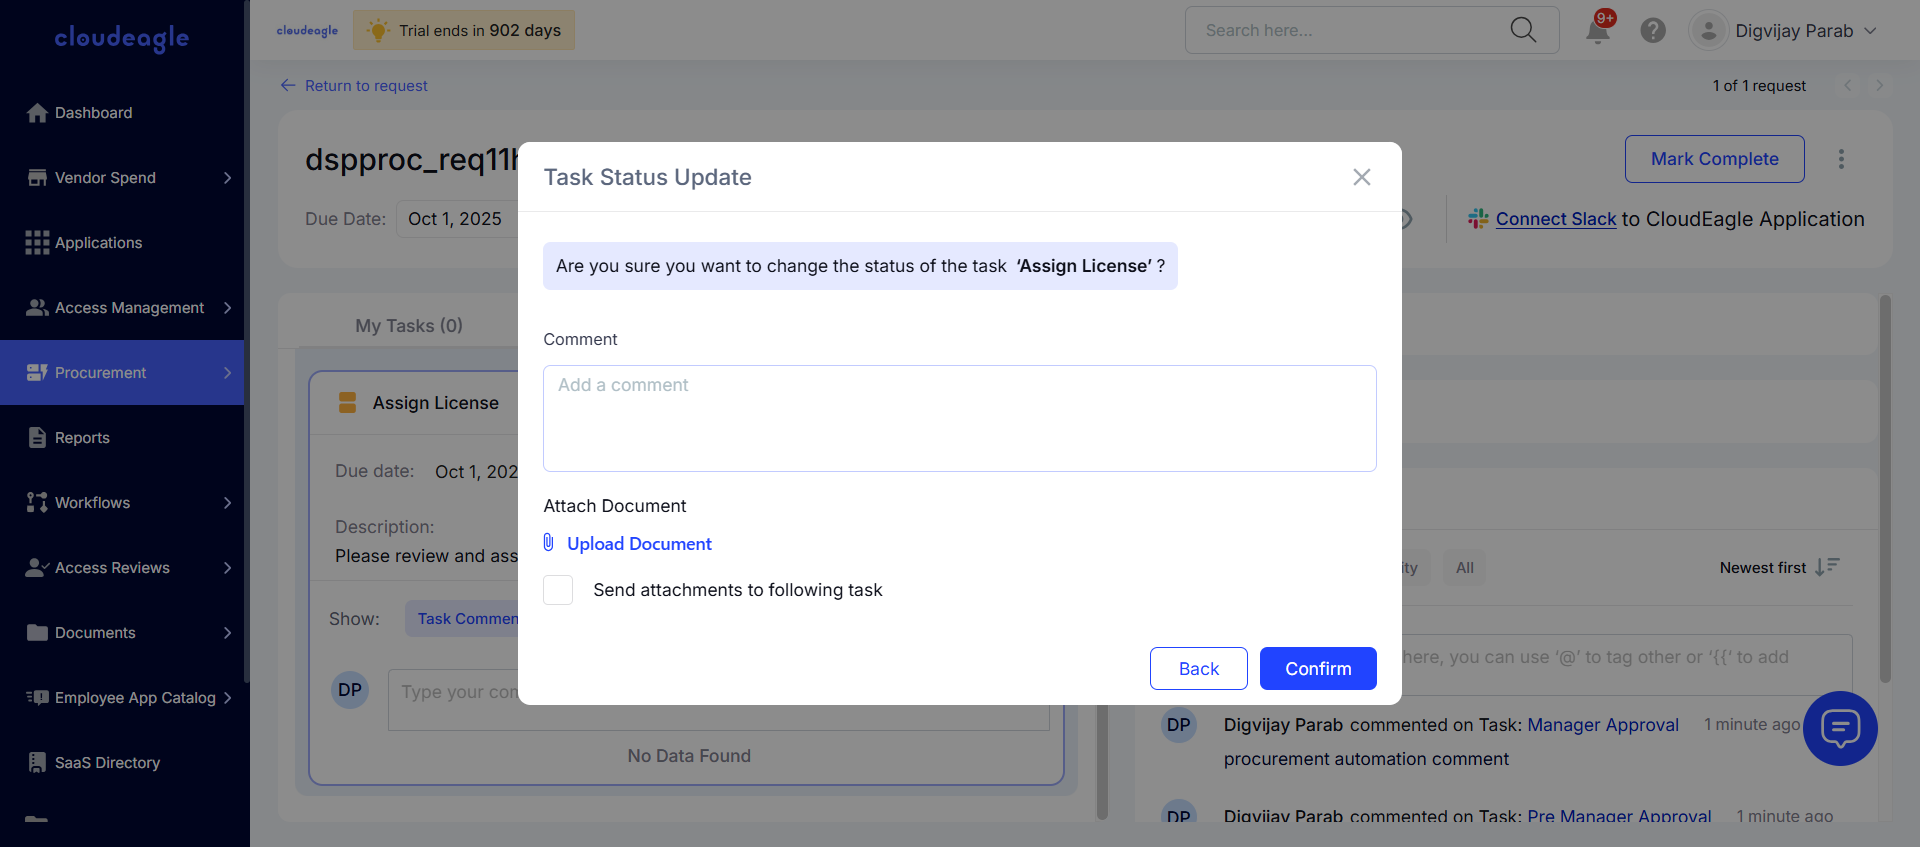 cloudeagle
Dashboard
Vendor Spend
Applications
Access Management
Procurement
Reports
Workflows
Access Reviews
Documents
Employee App Catalog
SaaS Directory
cloudeagle
Trial ends in 902 days
Search here...
9+
Digvijay Parab
Return to request
1 of 1 request
dspproc_req11h
Mark Complete
Due Date: Oct 1, 2025
Connect Slack to CloudEagle Application
My Tasks (0)
Assign License
Due date: Oct 1, 202
Description:
Please review and ass
Show: Task Commen
DP
Type your con
No Data Found
Task Status Update
Are you sure you want to change the status of the task ‘Assign License’ ?
Comment
Add a comment
Attach Document
Upload Document
Send attachments to following task
Back
Confirm
ity
All
Newest first
here, you can use ‘@’ to tag other or ‘{{‘ to add
DP
Digvijay Parab commented on Task: Manager Approval 1 minute ago
procurement automation comment
DP
Digvijay Parab commented on Task: Pre Manager Approval 1 minute ago